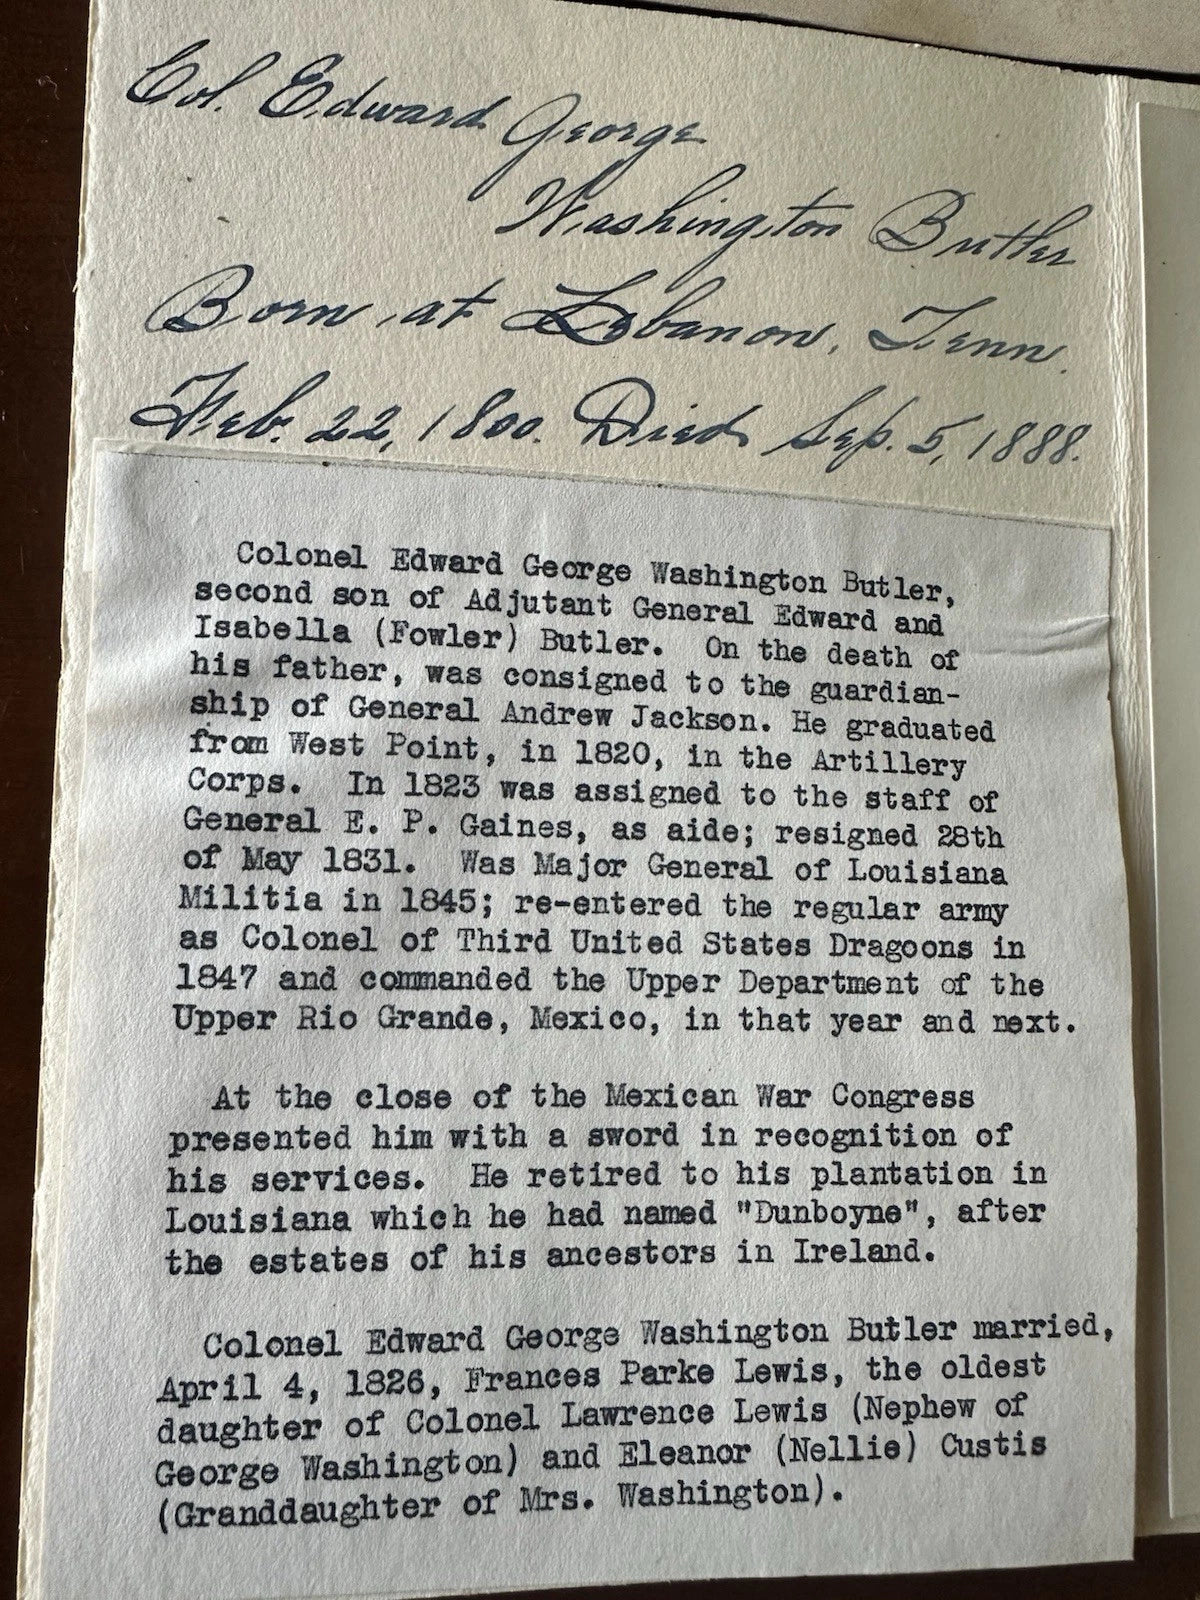 Col. Edward George
Washington Butler
Born at Lebanon, Tenn.
Feb. 22, 1800. Died Sep. 5, 1888.
Colonel Edward George Washington Butler,
second son of Adjutant General Edward and
Isabella (Fowler) Butler. On the death of
his father, was consigned to the guardian-
ship of General Andrew Jackson. He graduated
from West Point, in 1820, in the Artillery
Corps. In 1823 was assigned to the staff of
General E. P. Gaines, as aide; resigned 28th
of May 1831. Was Major General of Louisiana
Militia in 1845; re-entered the regular army
as Colonel of Third United States Dragoons in
1847 and commanded the Upper Department of the
Upper Rio Grande, Mexico, in that year and next.
At the close of the Mexican War Congress
presented him with a sword in recognition of
his services. He retired to his plantation in
Louisiana which he had named "Dunboyne", after
the estates of his ancestors in Ireland.
Colonel Edward George Washington Butler married,
April 4, 1826, Frances Parke Lewis, the oldest
daughter of Colonel Lawrence Lewis (Nephew of
George Washington) and Eleanor (Nellie) Custis
(Granddaughter of Mrs. Washington).